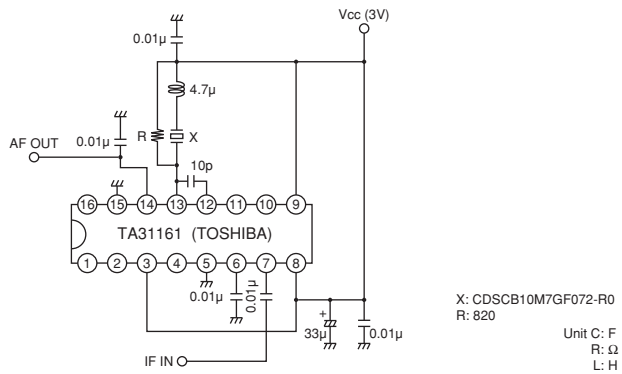 Vcc (3V)
0.01µ
4.7µ
0.01µ
R
X
AF OUT
10p
16 15 14 13 12 11 10 9
TA31161 (TOSHIBA)
1 2 3 4 5 6 7 8
0.01µ
0.01µ
+
33µ
0.01µ
IF IN
X: CDSCB10M7GF072-R0
R: 820
Unit C: F
R: Ω
L: H